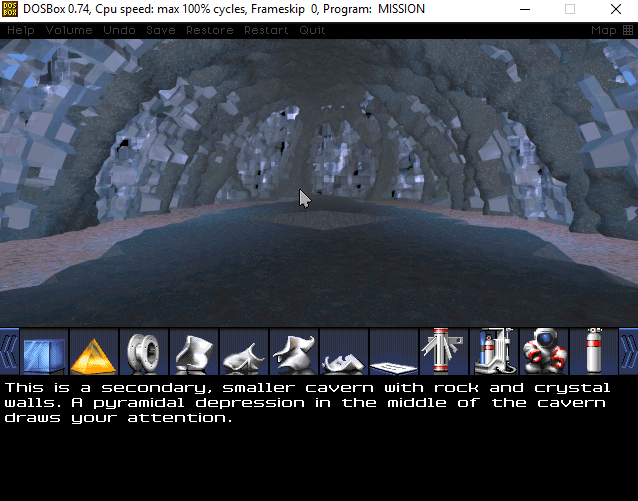 DOS BOX DOSBox 0.74, Cpu speed: max 100% cycles, Frameskip 0, Program: MISSION
Help Volume Undo Save Restore Restart Quit Map
This is a secondary, smaller cavern with rock and crystal
walls. A pyramidal depression in the middle of the cavern
draws your attention.